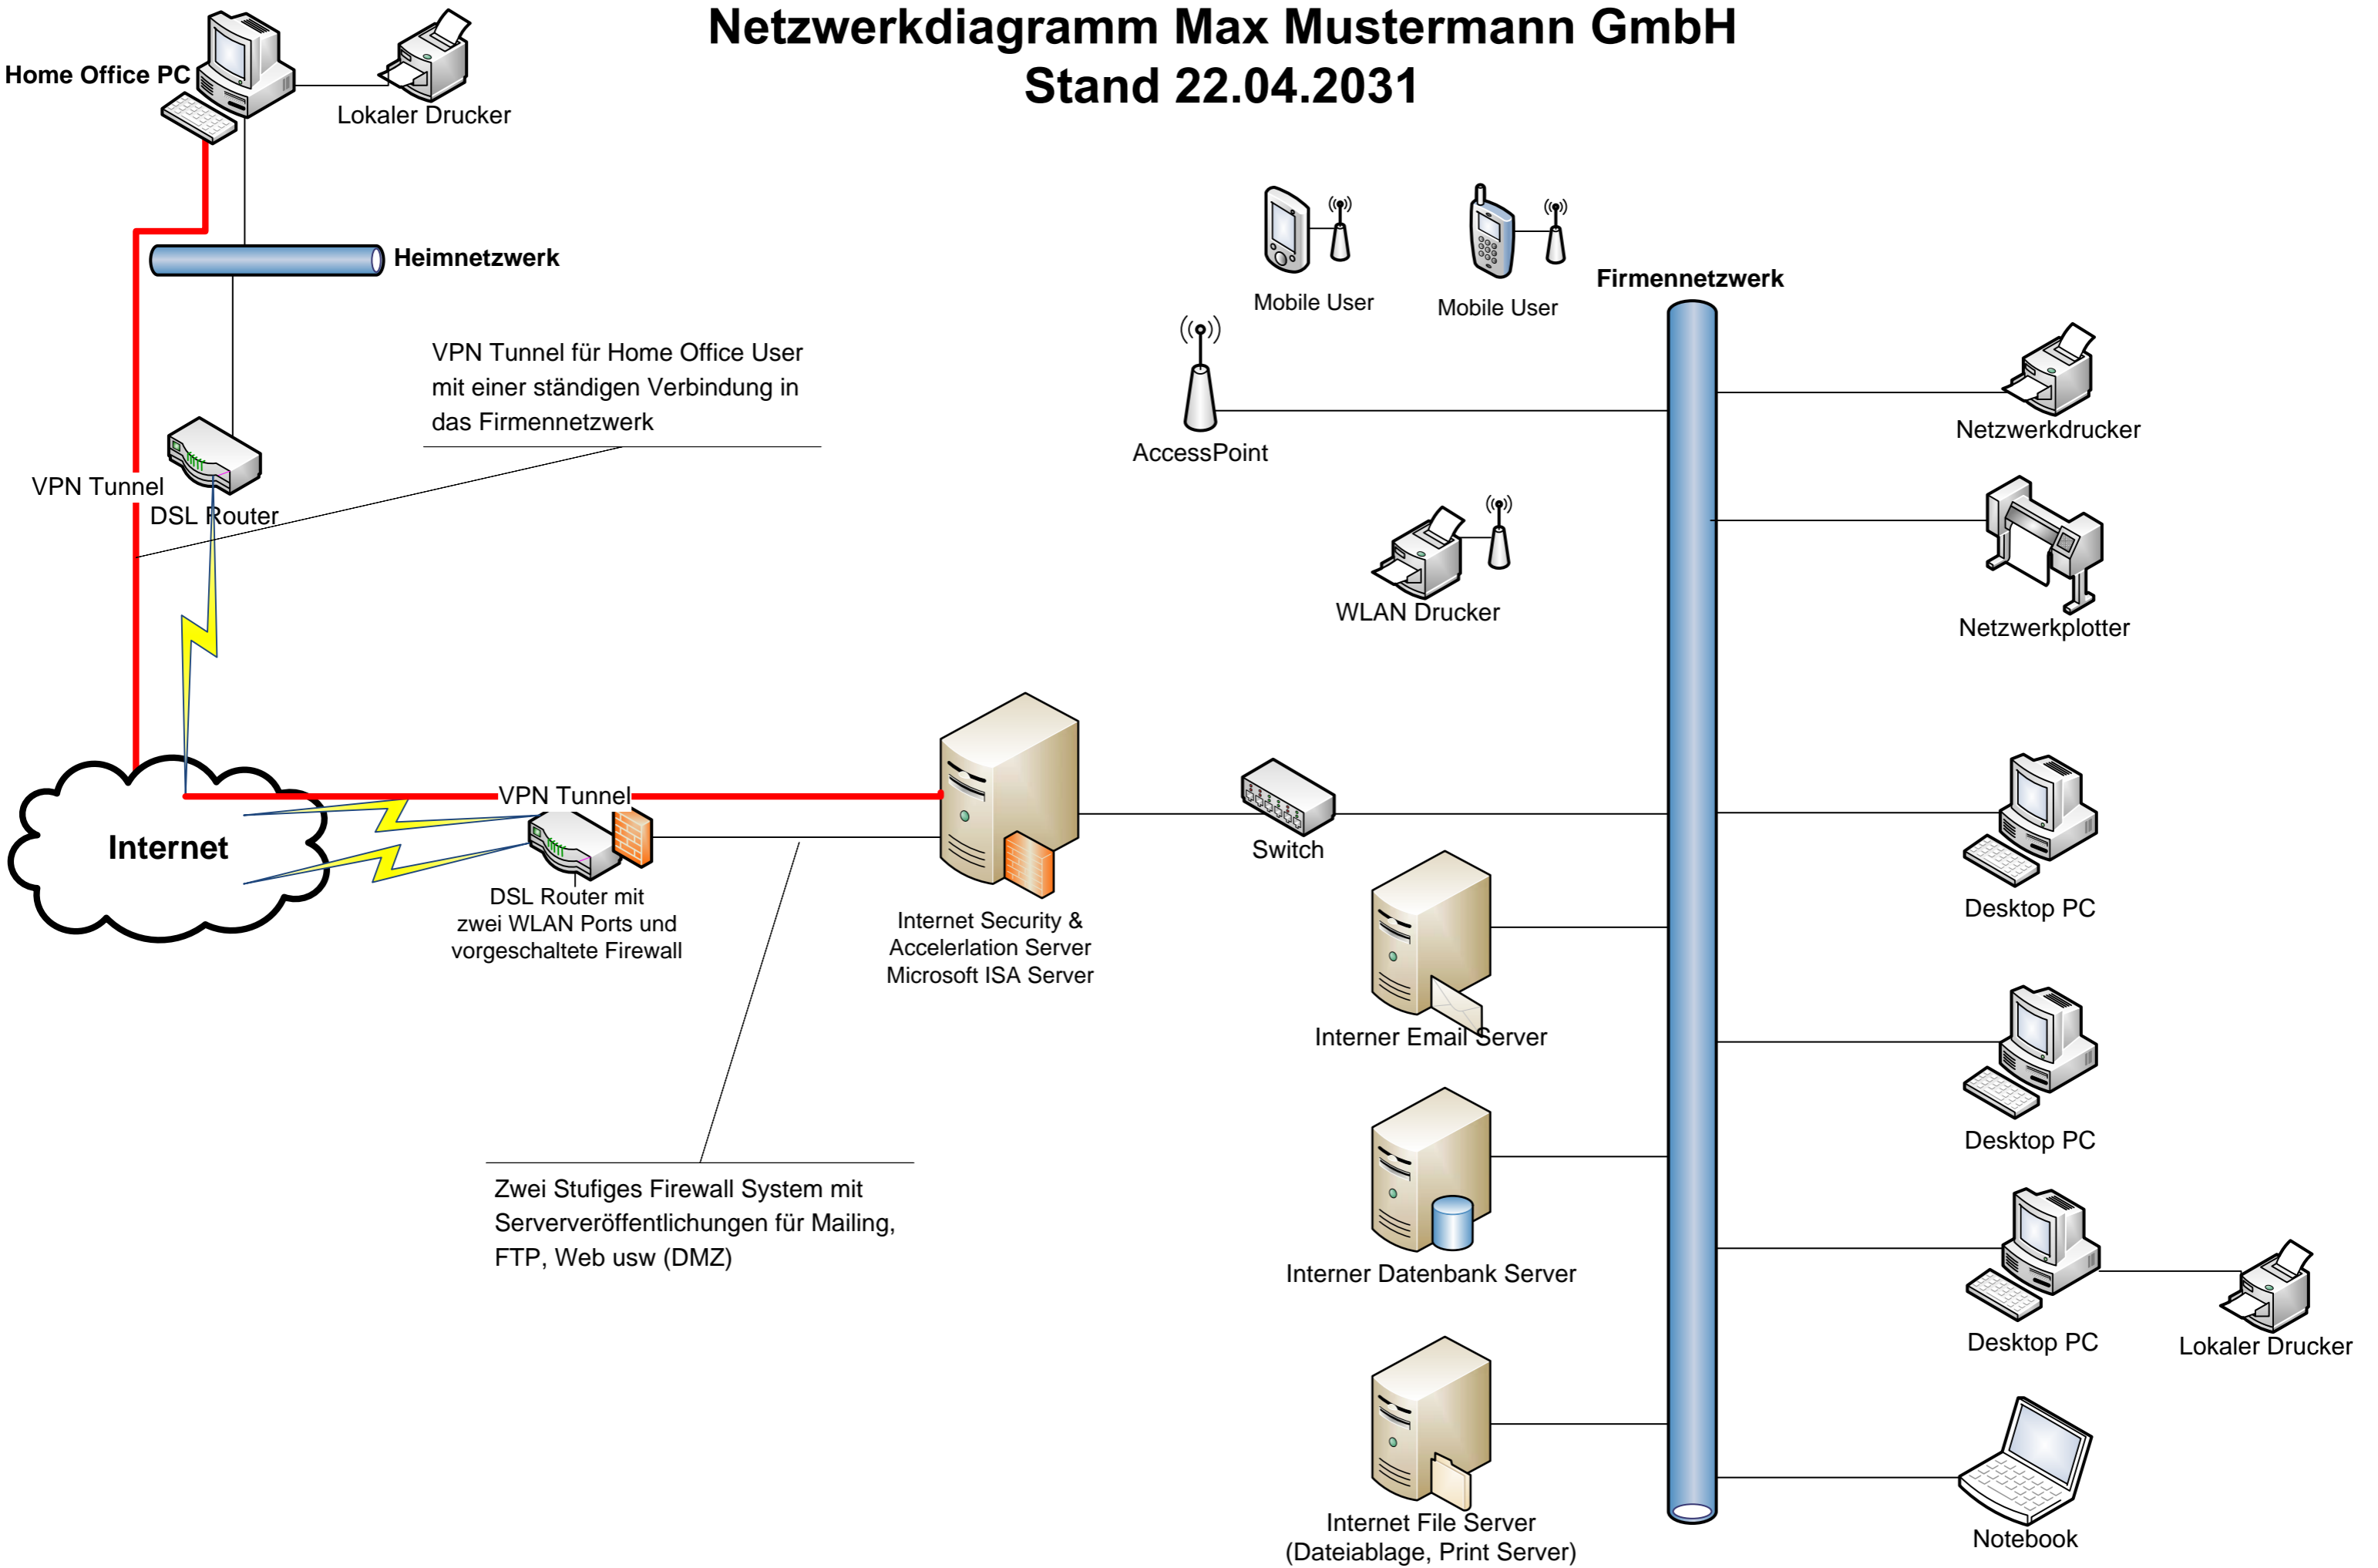 Netzwerkdiagramm Max Mustermann GmbH
Stand 22.04.2031
Home Office PC
Lokaler Drucker
Heimnetzwerk
Mobile User
Mobile User
Firmennetzwerk
VPN Tunnel für Home Office User
mit einer ständigen Verbindung in
das Firmennetzwerk
AccessPoint
Netzwerkdrucker
VPN Tunnel
DSL Router
WLAN Drucker
Netzwerkplotter
VPN Tunnel
Internet
Switch
DSL Router mit
zwei WLAN Ports und
vorgeschaltete Firewall
Internet Security &
Accelerlation Server
Microsoft ISA Server
Desktop PC
Interner Email Server
Desktop PC
Zwei Stufiges Firewall System mit
Serveröffentlichungen für Mailing,
FTP, Web usw (DMZ)
Interner Datenbank Server
Desktop PC
Lokaler Drucker
Internet File Server
(Dateiablage, Print Server)
Notebook